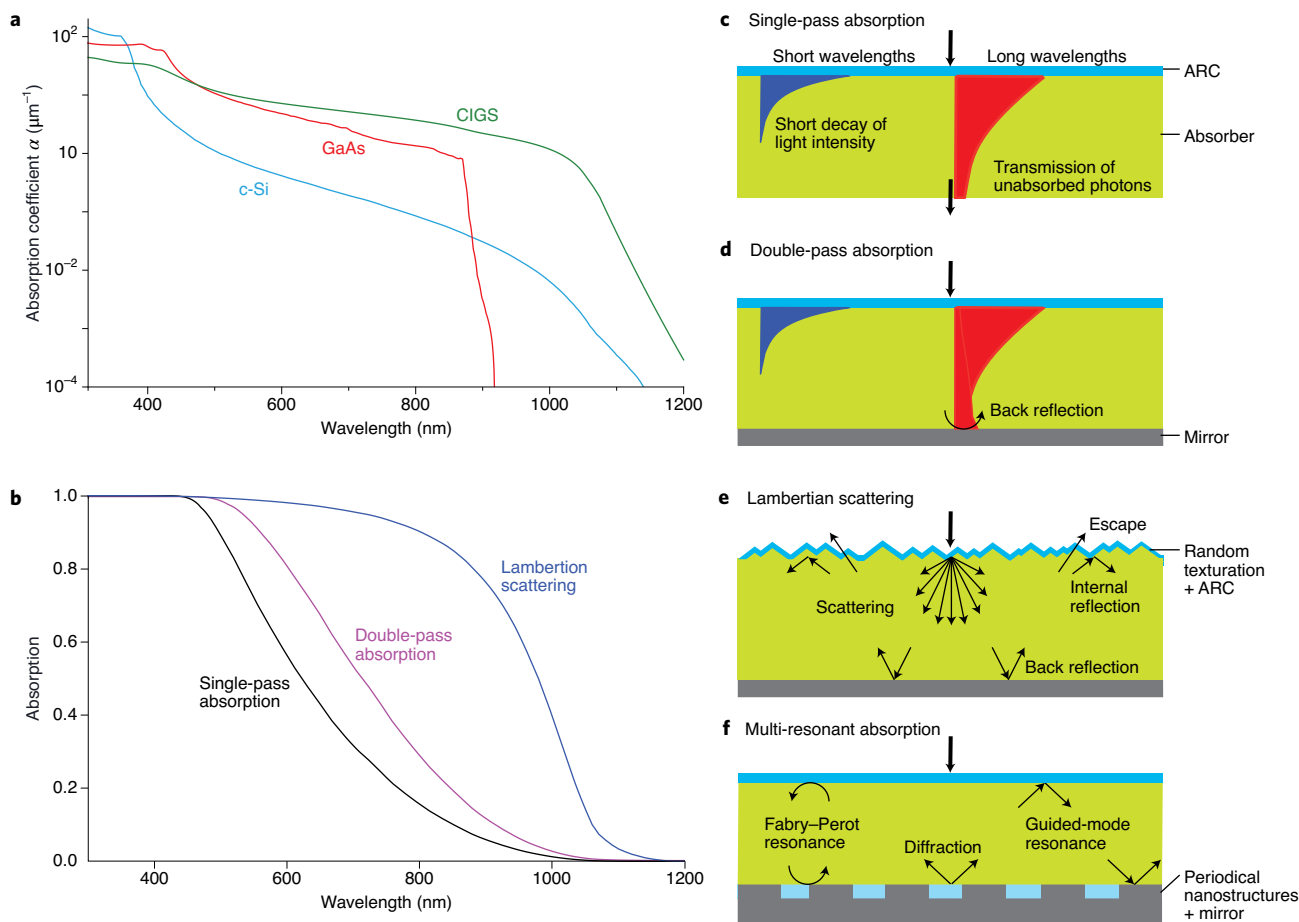 a
10²
10
10⁻²
10⁻⁴
Absorption coefficient α (μm⁻¹)
CIGS
GaAs
c-Si
400
600
800
1000
1200
Wavelength (nm)
b
1.0
0.8
0.6
0.4
0.2
0.0
Absorption
Lambertion
scattering
Double-pass
absorption
Single-pass
absorption
400
600
800
1000
1200
Wavelength (nm)
c Single-pass absorption
Short wavelengths
Long wavelengths
ARC
Short decay of
light intensity
Absorber
Transmission of
unabsorbed photons
d Double-pass absorption
Back reflection
Mirror
e Lambertian scattering
Escape
Random
texturation
+ ARC
Scattering
Internal
reflection
Back reflection
f Multi-resonant absorption
Fabry–Perot
resonance
Diffraction
Guided-mode
resonance
Periodical
nanostructures
+ mirror